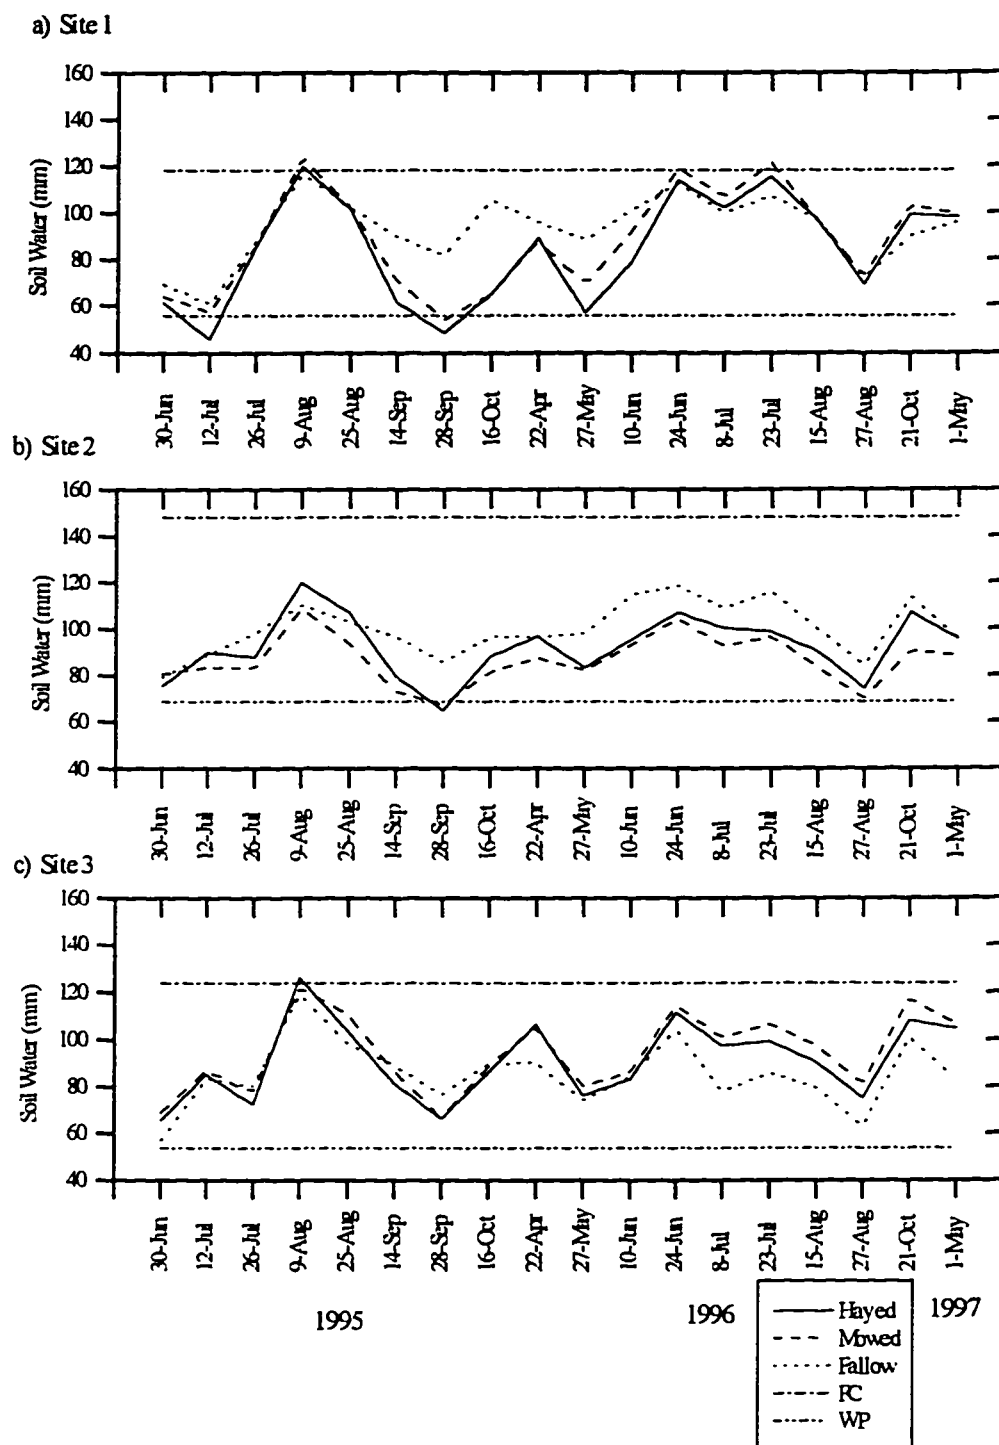 a) Site 1
160
140
120
100
80
60
40
Soil Water (mm)
30-Jun
12-Jul
26-Jul
9-Aug
25-Aug
14-Sep
28-Sep
16-Oct
22-Apr
27-May
10-Jun
24-Jun
8-Jul
23-Jul
15-Aug
27-Aug
21-Oct
1-May
b) Site 2
160
140
120
100
80
60
40
Soil Water (mm)
30-Jun
12-Jul
26-Jul
9-Aug
25-Aug
14-Sep
28-Sep
16-Oct
22-Apr
27-May
10-Jun
24-Jun
8-Jul
23-Jul
15-Aug
27-Aug
21-Oct
1-May
c) Site 3
160
140
120
100
80
60
40
Soil Water (mm)
30-Jun
12-Jul
26-Jul
9-Aug
25-Aug
14-Sep
28-Sep
16-Oct
22-Apr
27-May
10-Jun
24-Jun
8-Jul
23-Jul
15-Aug
27-Aug
21-Oct
1-May
1995
1996
1997
Hayed
Mowed
Fallow
FC
WP